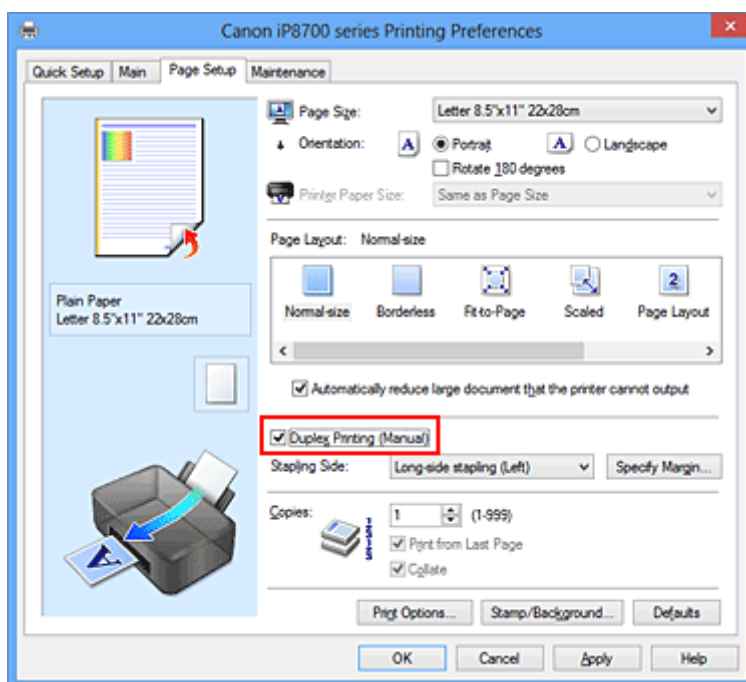 Canon iP8700 series Printing Preferences
Quick Setup Main Page Setup Maintenance
Page Size: Letter 8.5"x11" 22x28cm
Orientation: A Portrait A Landscape
Rotate 180 degrees
Printer Paper Size: Same as Page Size
Page Layout: Normal-size
2
Normal-size Borderless Fit-to-Page Scaled Page Layout
Automatically reduce large document that the printer cannot output
Plain Paper
Letter 8.5"x11" 22x28cm
Duplex Printing (Manual)
Stapling Side: Long-side stapling (Left) Specify Margin...
Copies: 1 (1-999)
Print from Last Page
Collate
A
Print Options... Stamp/Background... Defaults
OK Cancel Apply Help